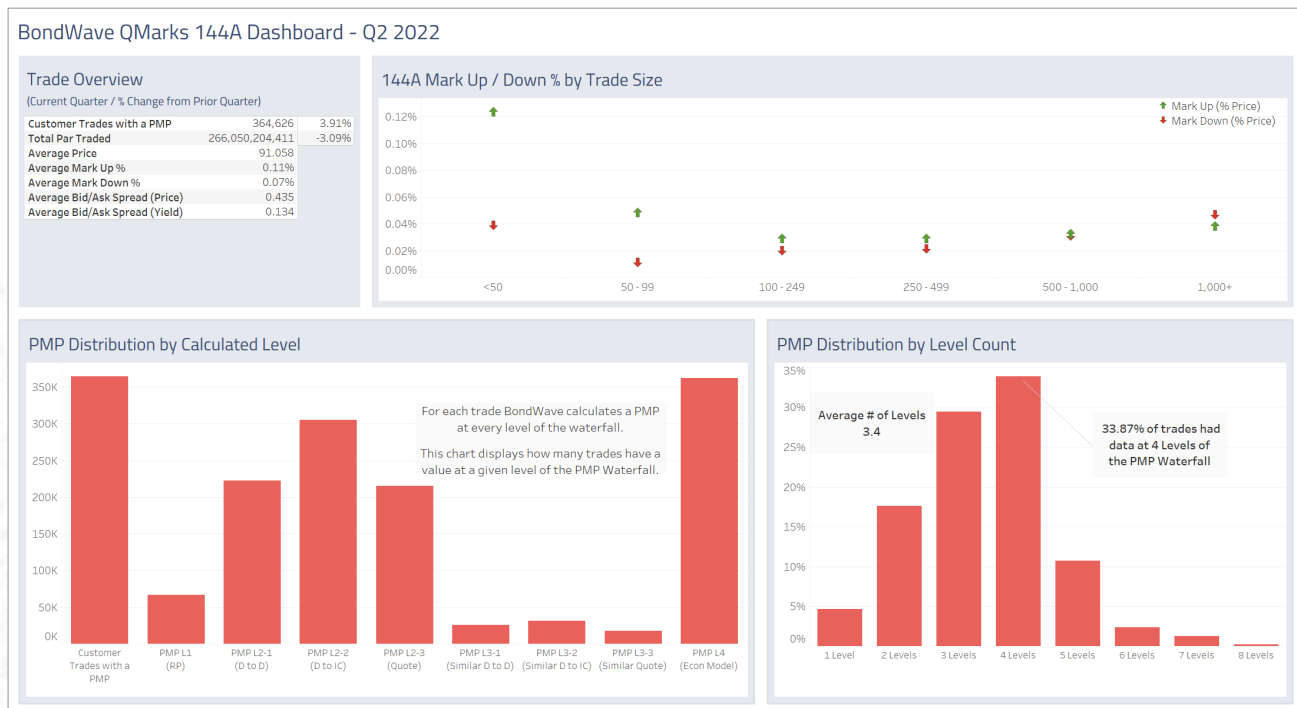 BondWave QMarks 144A Dashboard - Q2 2022
Trade Overview
(Current Quarter / % Change from Prior Quarter)
Customer Trades with a PMP 364,626 3.91%
Total Par Traded 266,050,204,411 -3.09%
Average Price 91.058
Average Mark Up % 0.11%
Average Mark Down % 0.07%
Average Bid/Ask Spread (Price) 0.435
Average Bid/Ask Spread (Yield) 0.134
144A Mark Up / Down % by Trade Size
Mark Up (% Price)
Mark Down (% Price)
0.12%
0.10%
0.08%
0.06%
0.04%
0.02%
0.00%
<50 50 - 99 100 - 249 250 - 499 500 - 1,000 1,000+
PMP Distribution by Calculated Level
350K
300K
250K
200K
150K
100K
50K
0K
For each trade BondWave calculates a PMP
at every level of the waterfall.
This chart displays how many trades have a
value at a given level of the PMP Waterfall.
Customer
Trades with a
PMP
PMP L1
(RP)
PMP L2-1
(D to D)
PMP L2-2
(D to IC)
PMP L2-3
(Quote)
PMP L3-1
(Similar D to D)
PMP L3-2
(Similar D to IC)
PMP L3-3
(Similar Quote)
PMP L4
(Econ Model)
PMP Distribution by Level Count
35%
30%
25%
20%
15%
10%
5%
0%
Average # of Levels
3.4
33.87% of trades had
data at 4 Levels of
the PMP Waterfall
1 Level 2 Levels 3 Levels 4 Levels 5 Levels 6 Levels 7 Levels 8 Levels